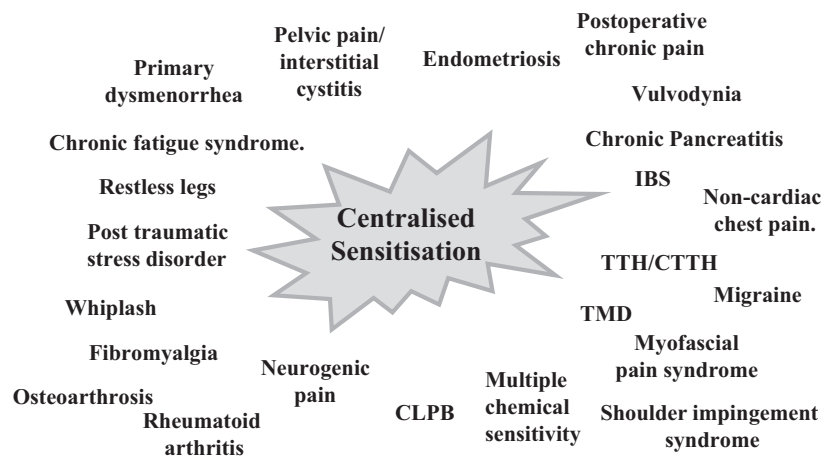 Postoperative
chronic pain
Pelvic pain/
interstitial
cystitis
Endometriosis
Primary
dysmenorrhea
Vulvodynia
Chronic fatigue syndrome.
Chronic Pancreatitis
Restless legs
IBS
Non-cardiac
chest pain.
Centralised
Sensitisation
Post traumatic
stress disorder
TTH/CTTH
Migraine
Whiplash
TMD
Myofascial
pain syndrome
Fibromyalgia
Neurogenic
pain
Multiple
chemical
sensitivity
Osteoarthrosis
Rheumatoid
arthritis
CLPB
Shoulder impingement
syndrome